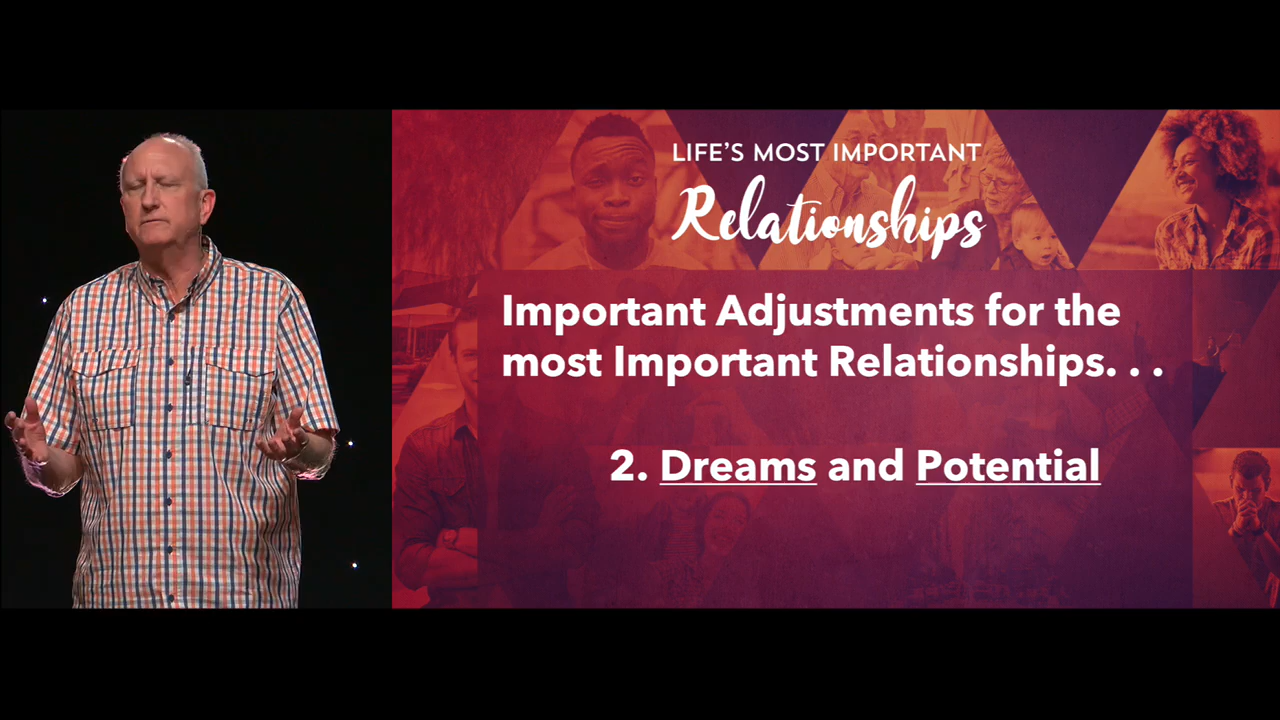 LIFE'S MOST IMPORTANT
Relationships
Important Adjustments for the
most Important Relationships. . .
2. Dreams and Potential